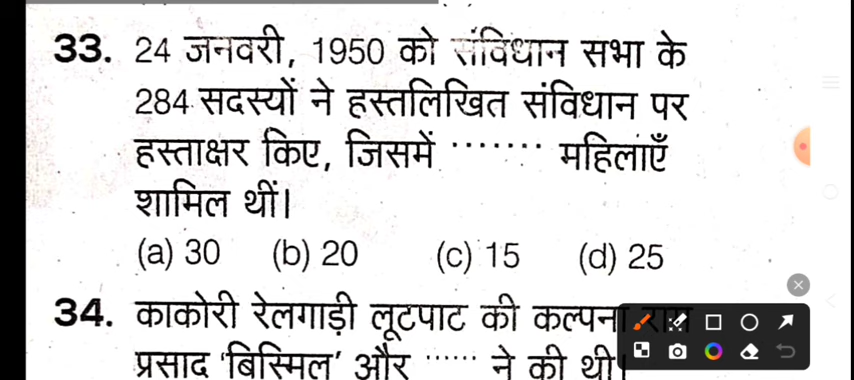 33. 24 जनवरी, 1950 को संविधान सभा के
284 सदस्यों ने हस्तलिखित संविधान पर
हस्ताक्षर किए, जिसमें ....... महिलाएँ
शामिल थीं।
(a) 30 (b) 20 (c) 15 (d) 25
34. काकोरी रेलगाड़ी लूटपाट की कल्पना राम
प्रसाद 'बिस्मिल' और ...... ने की थी।